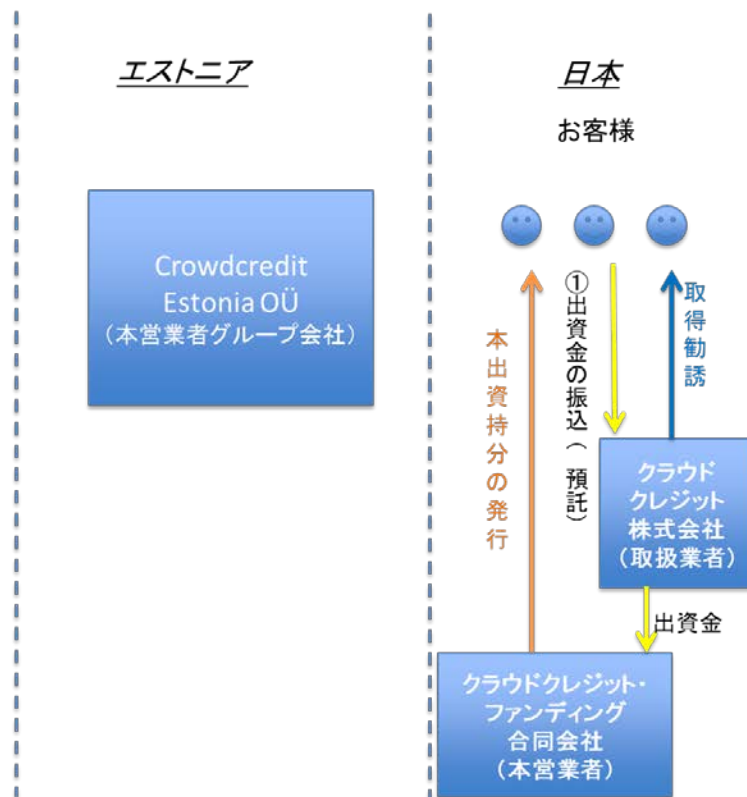 エストニア
日本
お客様
Crowdcredit
Estonia OÜ
（本営業者グループ会社）
本出資持分の発行
①出資金の振込（預託）
取得勧誘
クラウド
クレジット
株式会社
（取扱業者）
出資金
クラウドクレジット・
ファンディング
合同会社
（本営業者）